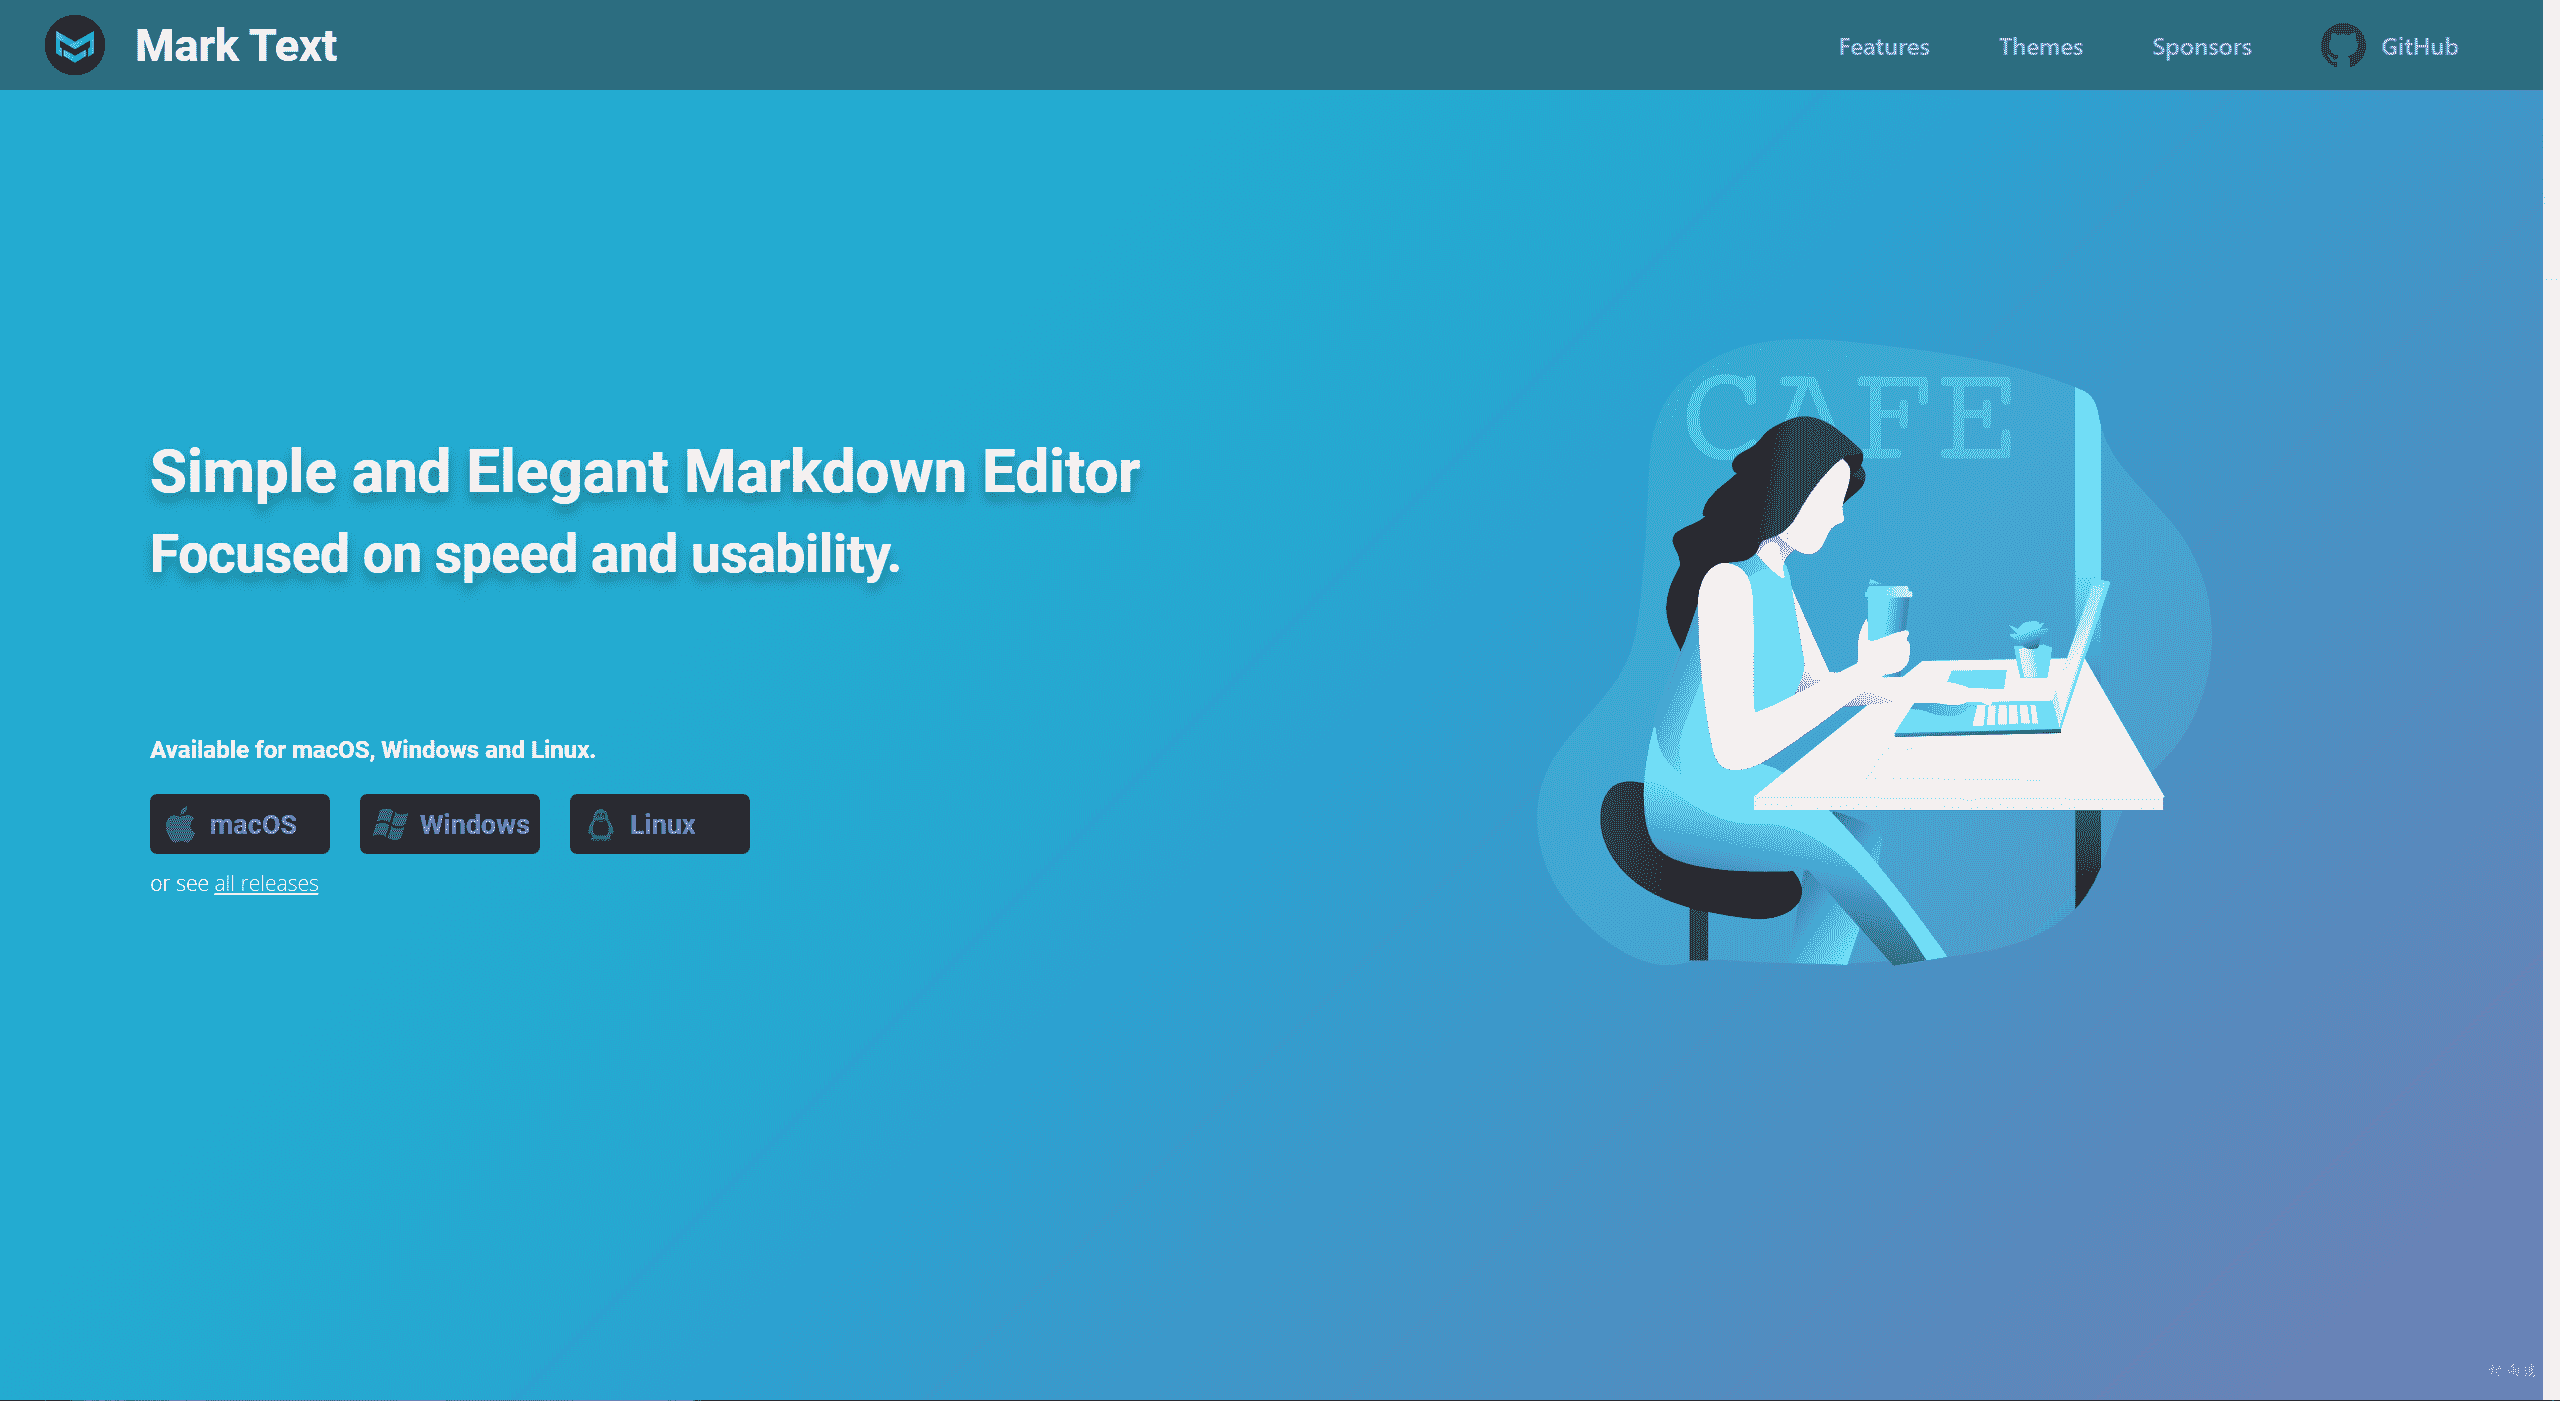 Mark Text
Features
Themes
Sponsors
GitHub
CAFE
Simple and Elegant Markdown Editor
Focused on speed and usability.
Available for macOS, Windows and Linux.
macOS
Windows
Linux
or see all releases